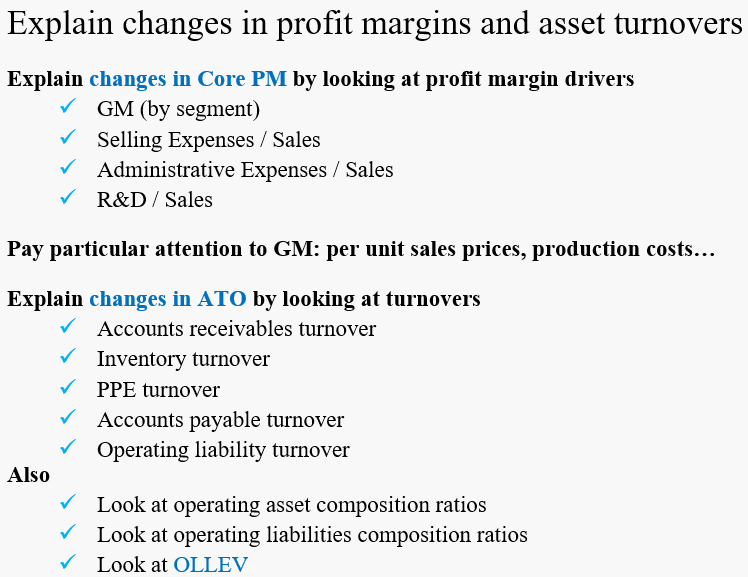 Explain changes in profit margins and asset turnovers
Explain changes in Core PM by looking at profit margin drivers
✓ GM (by segment)
✓ Selling Expenses / Sales
✓ Administrative Expenses / Sales
✓ R&D / Sales
Pay particular attention to GM: per unit sales prices, production costs…
Explain changes in ATO by looking at turnovers
✓ Accounts receivables turnover
✓ Inventory turnover
✓ PPE turnover
✓ Accounts payable turnover
✓ Operating liability turnover
Also
✓ Look at operating asset composition ratios
✓ Look at operating liabilities composition ratios
✓ Look at OLLEV